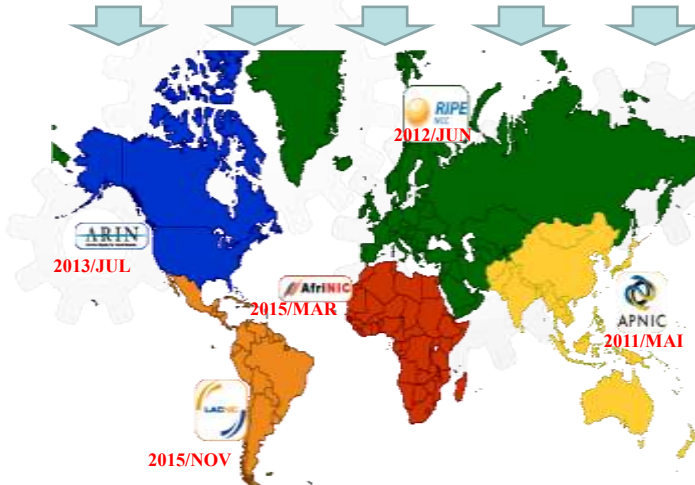 RIPE
NCC
2012/JUN
ARIN
2013/JUL
AfriNIC
2015/MAR
APNIC
2011/MAI
LACNIC
2015/NOV